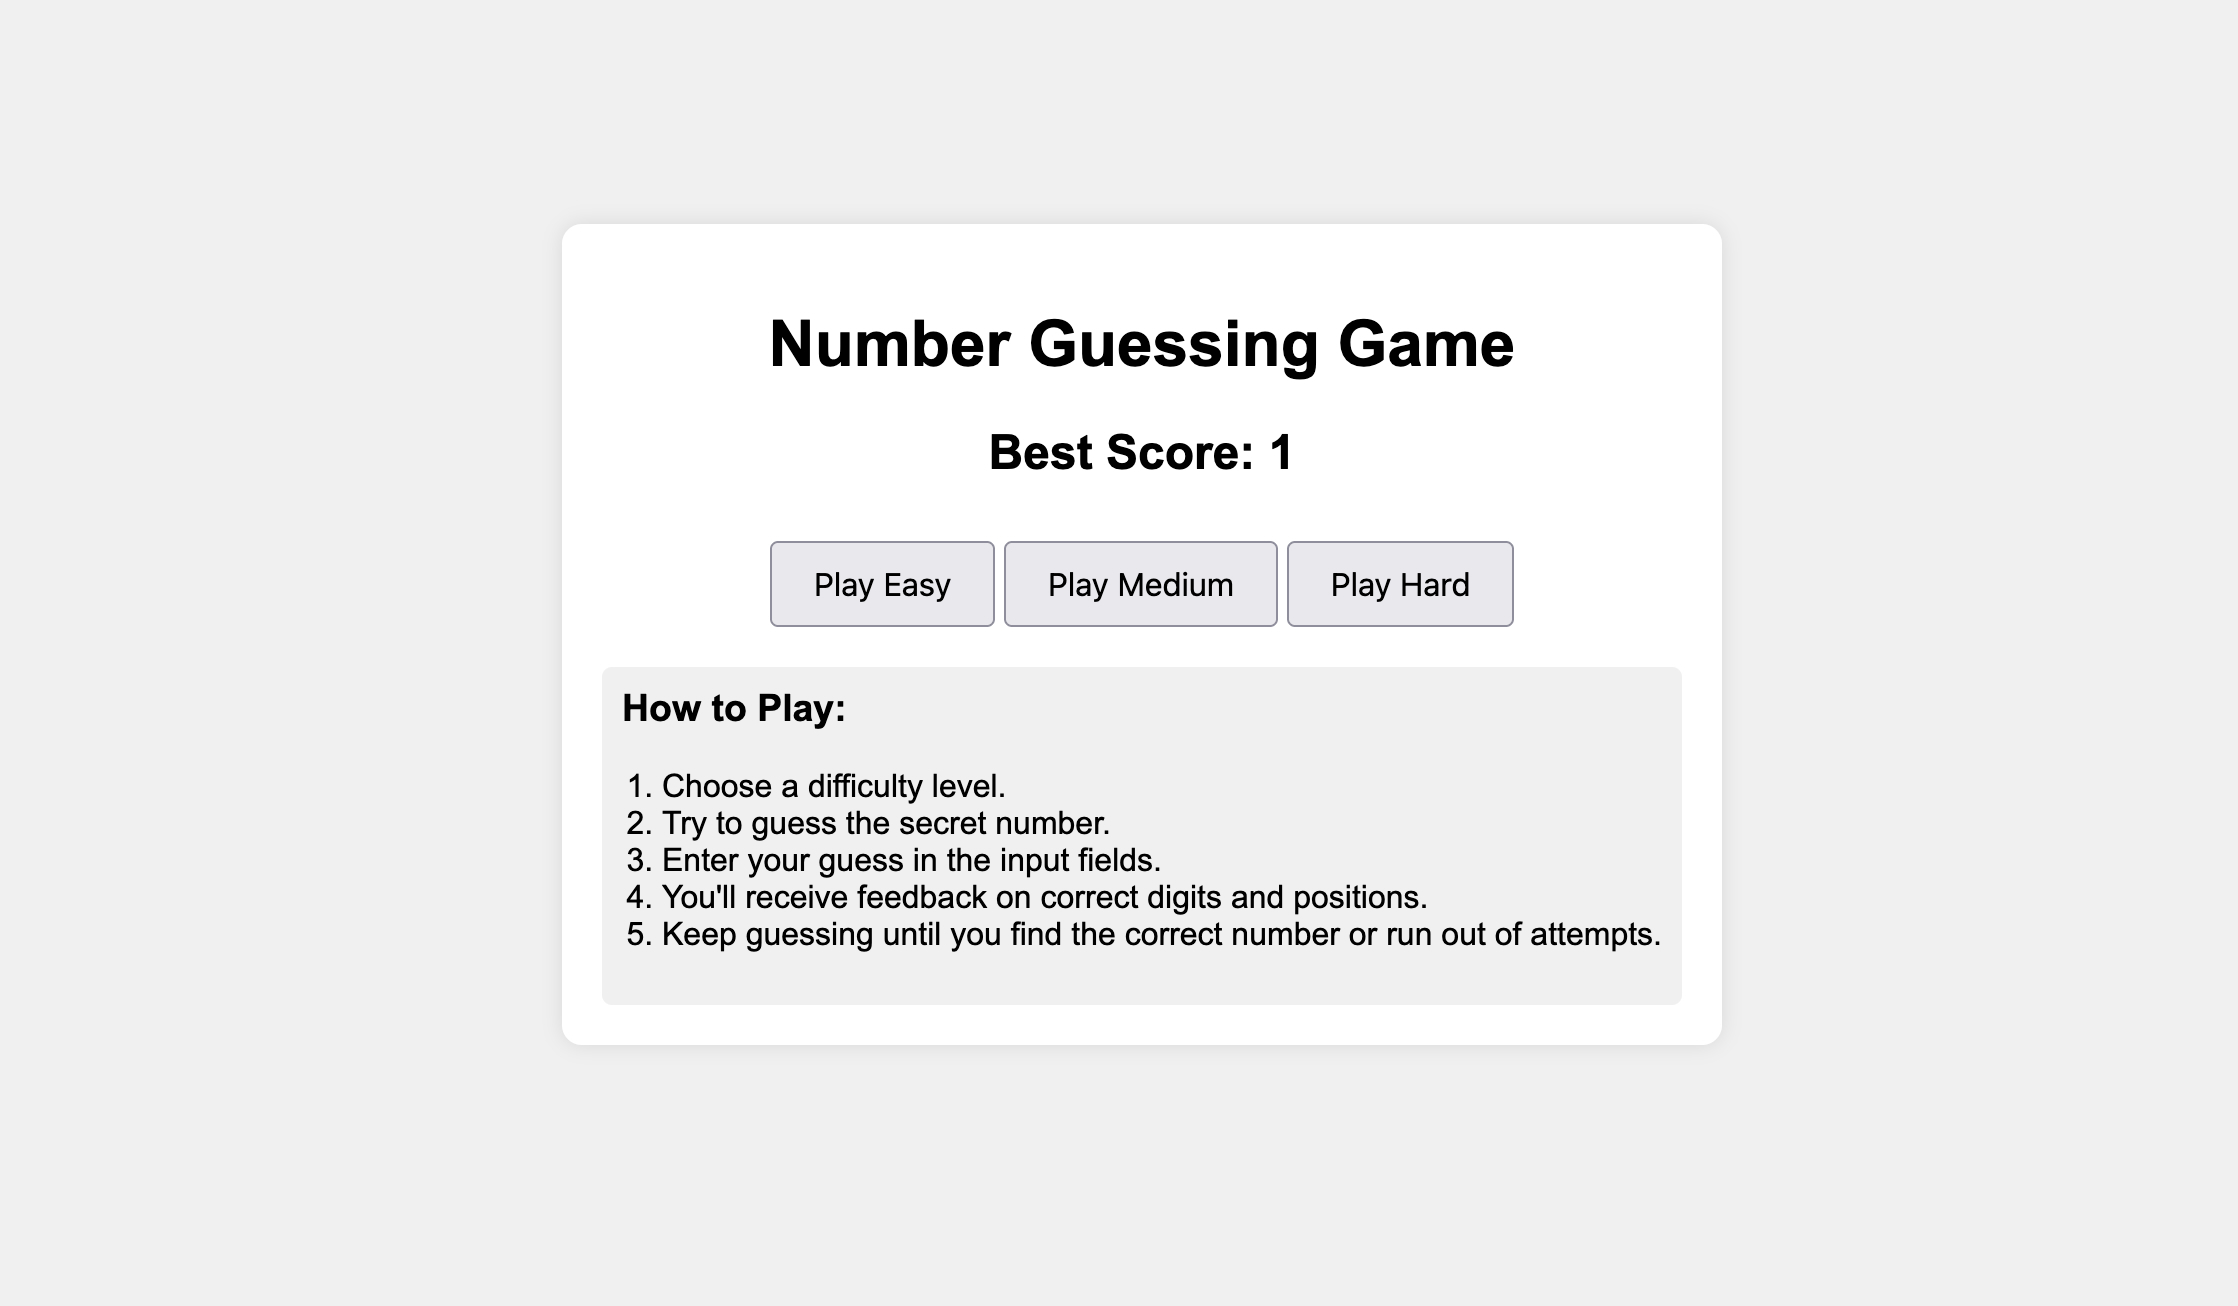 Number Guessing Game
Best Score: 1
Play Easy Play Medium Play Hard
How to Play:
1. Choose a difficulty level.
2. Try to guess the secret number.
3. Enter your guess in the input fields.
4. You'll receive feedback on correct digits and positions.
5. Keep guessing until you find the correct number or run out of attempts.